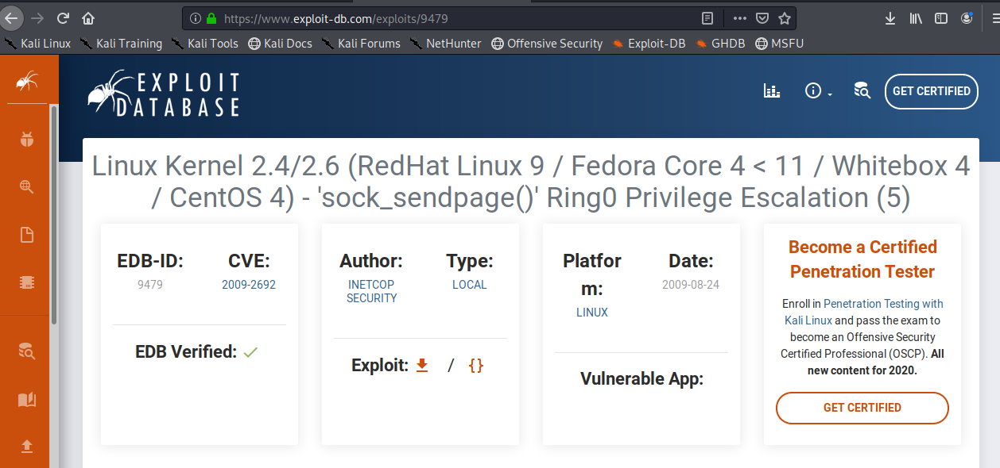 https://www.exploit-db.com/exploits/9479
Kali Linux Kali Training Kali Tools Kali Docs Kali Forums NetHunter Offensive Security Exploit-DB GHDB MSFU
EXPLOIT
DATABASE
GET CERTIFIED
Linux Kernel 2.4/2.6 (RedHat Linux 9 / Fedora Core 4 < 11 / Whitebox 4
/ CentOS 4) - 'sock_sendpage()' Ring0 Privilege Escalation (5)
EDB-ID:
9479
CVE:
2009-2692
EDB Verified:
Author:
INETCOP
SECURITY
Type:
LOCAL
Exploit: / {}
Platfor
m:
LINUX
Date:
2009-08-24
Vulnerable App:
Become a Certified
Penetration Tester
Enroll in Penetration Testing with
Kali Linux and pass the exam to
become an Offensive Security
Certified Professional (OSCP). All
new content for 2020.
GET CERTIFIED